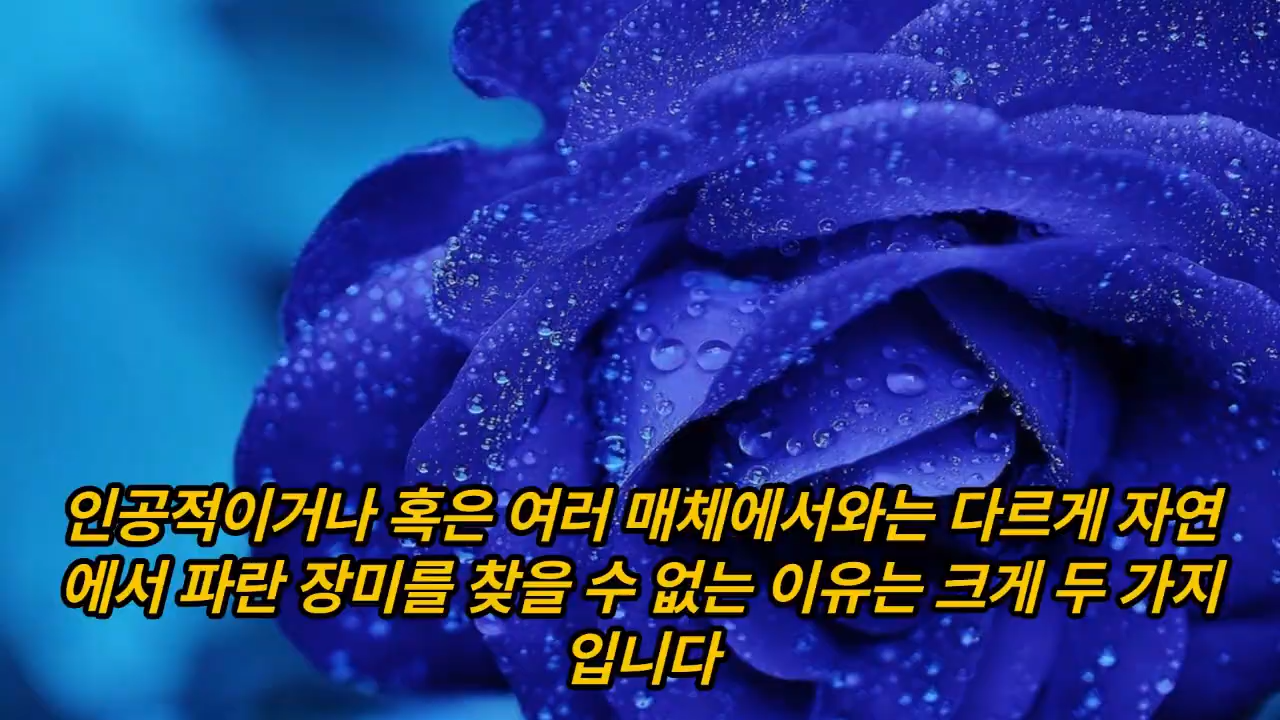 인공적이거나 혹은 여러 매체에서와는 다르게 자연
에서 파란 장미를 찾을 수 없는 이유는 크게 두 가지
입니다